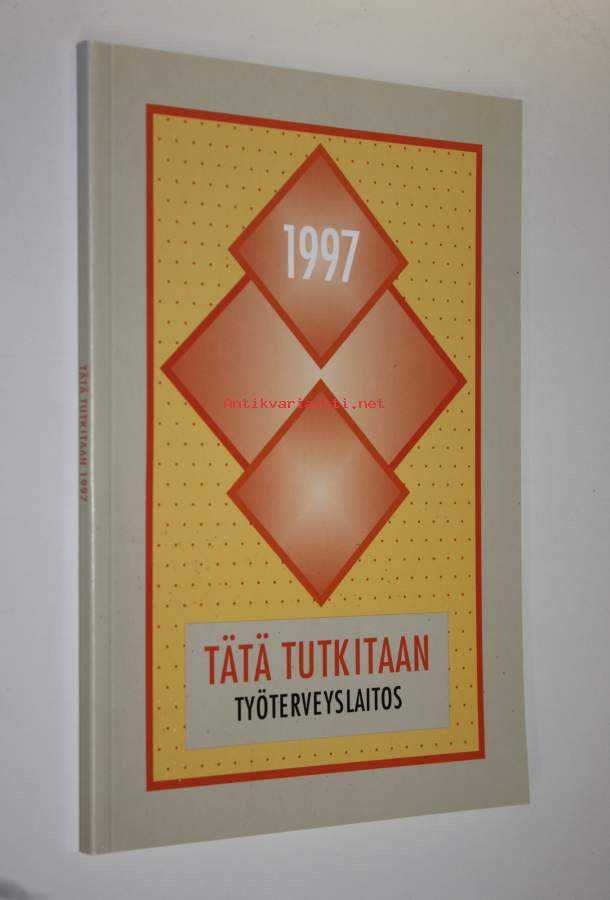 1997
Antikvariaatti.net
TÄTÄ TUTKITAAN
TYÖTERVEYSLAITOS
TÄTÄ TUTKITAAN 1997